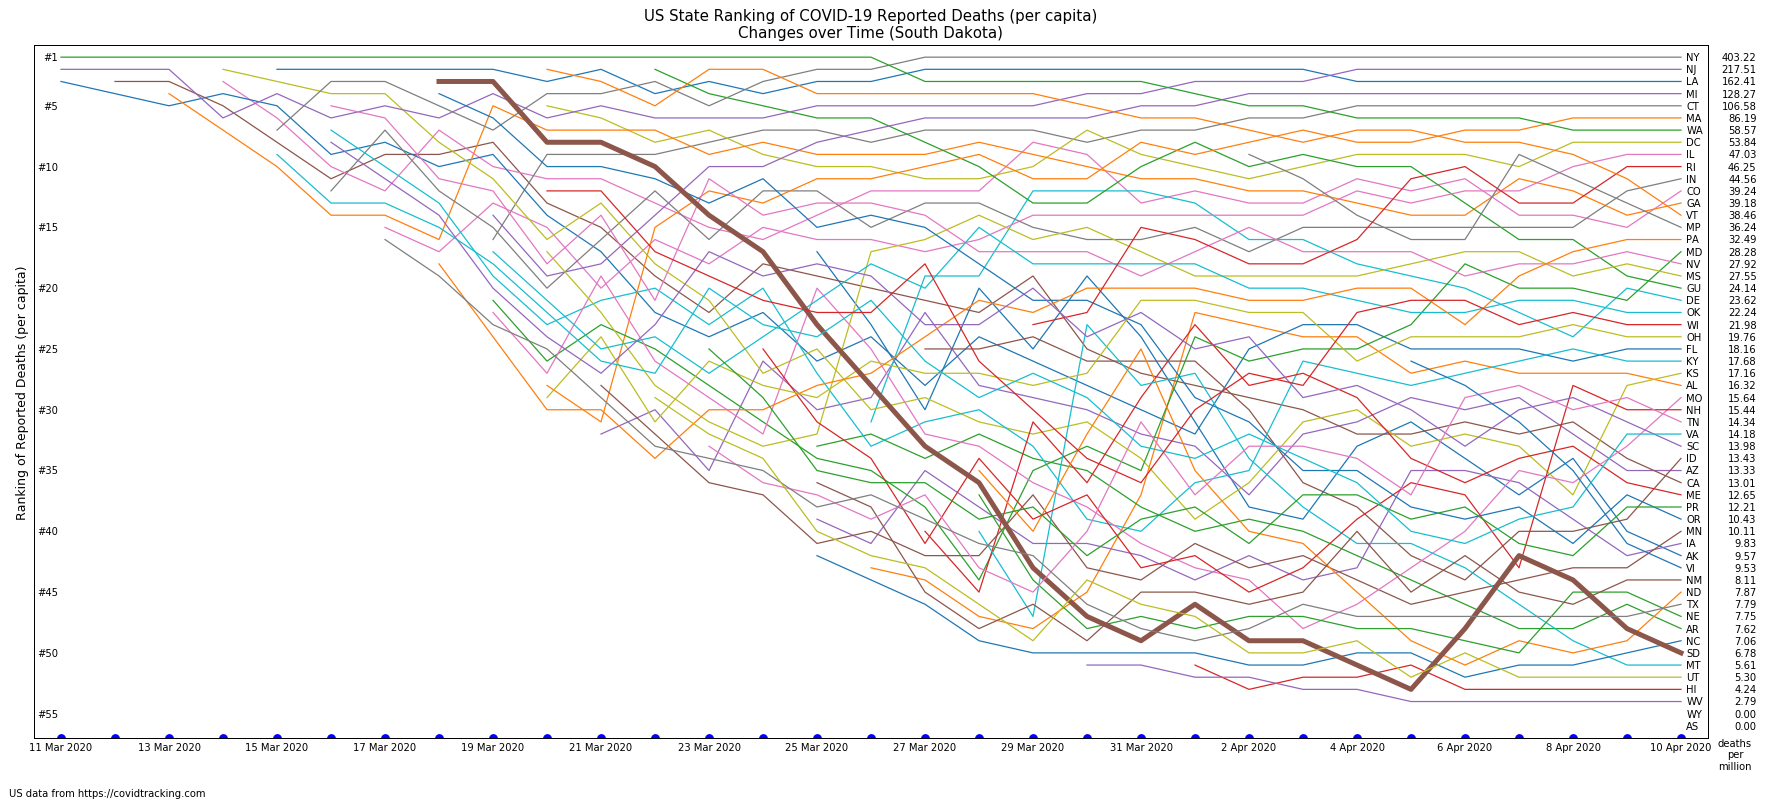 US State Ranking of COVID-19 Reported Deaths (per capita)
Changes over Time (South Dakota)
Ranking of Reported Deaths (per capita)
#1
#5
#10
#15
#20
#25
#30
#35
#40
#45
#50
#55
NY 403.22
NJ 217.51
LA 162.41
MI 128.27
CT 106.58
MA 86.19
WA 58.57
DC 53.84
IL 47.03
RI 46.25
IN 44.56
CO 39.24
GA 39.18
VT 38.46
MP 36.24
PA 32.49
MD 28.28
NV 27.92
MS 27.55
GU 24.14
DE 23.62
OK 22.24
WI 21.98
OH 19.76
FL 18.16
KY 17.68
KS 17.16
AL 16.32
MO 15.64
NH 15.44
TN 14.34
VA 14.18
SC 13.98
ID 13.43
AZ 13.33
CA 13.01
ME 12.65
PR 12.21
OR 10.43
MN 10.11
IA 9.83
AK 9.57
VI 9.53
NM 8.11
ND 7.87
TX 7.79
NE 7.75
AR 7.62
NC 7.06
SD 6.78
MT 5.61
UT 5.30
HI 4.24
WV 2.79
WY 0.00
AS 0.00
11 Mar 2020 13 Mar 2020 15 Mar 2020 17 Mar 2020 19 Mar 2020 21 Mar 2020 23 Mar 2020 25 Mar 2020 27 Mar 2020 29 Mar 2020 31 Mar 2020 2 Apr 2020 4 Apr 2020 6 Apr 2020 8 Apr 2020 10 Apr 2020
deaths
per
million
US data from https://covidtracking.com